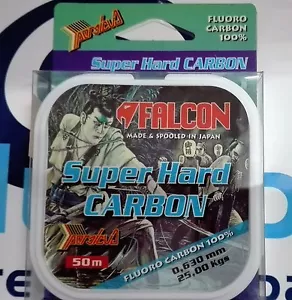 FLUORO
CARBON
100%
Super Hard CARBON
FALCON
MADE & SPOOLED IN JAPAN
Super Hard
CARBON
50m
FLUORO CARBON 100%
0,630 mm
25,00 Kgs